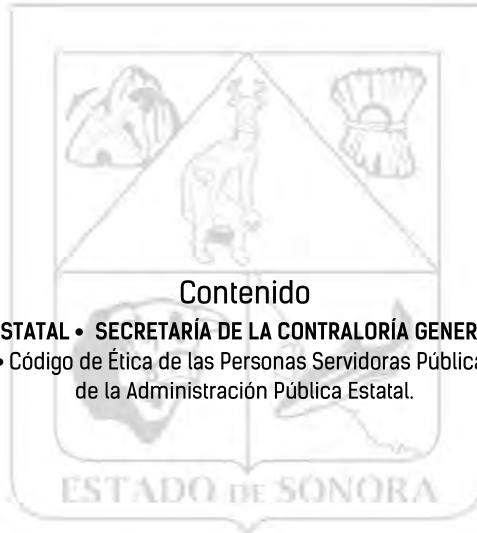 Contenido
STATAL • SECRETARÍA DE LA CONTRALORÍA GENER
• Código de Ética de las Personas Servidoras Pública
de la Administración Pública Estatal.
ESTADO DE SONORA